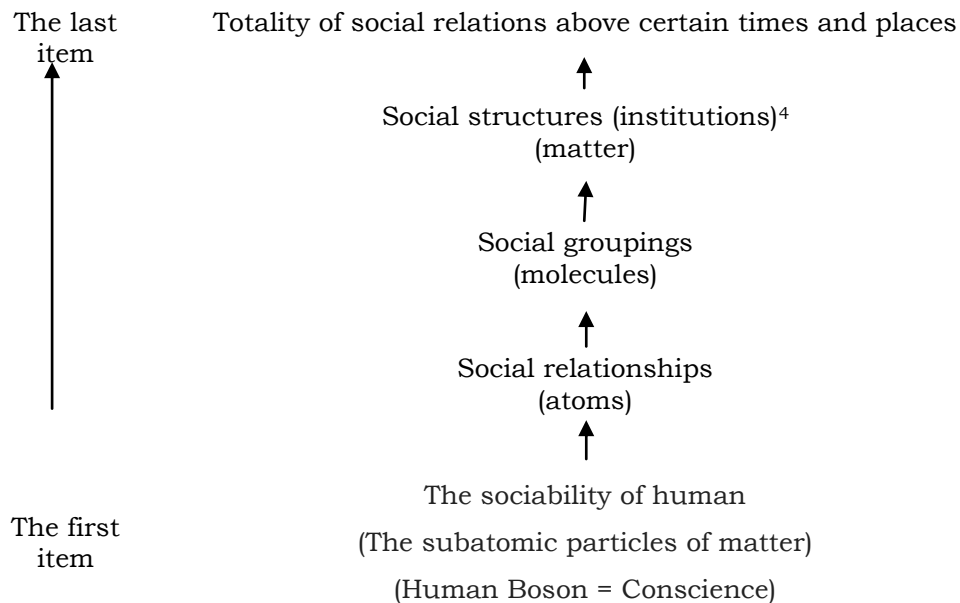 The last
item
Totality of social relations above certain times and places
Social structures (institutions)⁴
(matter)
Social groupings
(molecules)
Social relationships
(atoms)
The first
item
The sociability of human
(The subatomic particles of matter)
(Human Boson = Conscience)